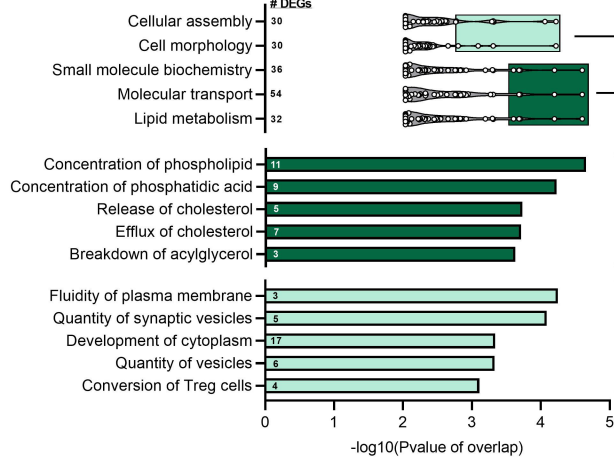 # DEGs
Cellular assembly 30
Cell morphology 30
Small molecule biochemistry 36
Molecular transport 54
Lipid metabolism 32
Concentration of phospholipid 11
Concentration of phosphatidic acid 9
Release of cholesterol 5
Efflux of cholesterol 7
Breakdown of acylglycerol 3
Fluidity of plasma membrane 3
Quantity of synaptic vesicles 5
Development of cytoplasm 17
Quantity of vesicles 6
Conversion of Treg cells 4
0 1 2 3 4 5
-log10(Pvalue of overlap)